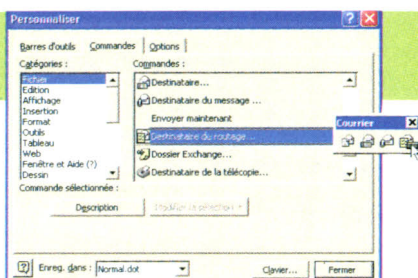 Personnaliser
Barres d'outils Commandes Options
Catégories : Commandes :
Fichier
Edition
Affichage
Insertion
Format
Outils
Tableau
Web
Fenêtre et Aide (?)
Dessin
Destinataire...
Destinataire du message ...
Envoyer maintenant
Destinataire du routage...
Dossier Exchange...
Destinataire de la télécopie...
Courrier
Commande sélectionnée :
Description Modifier la sélection
Enreg. dans : Normal.dot Clavier... Fermer